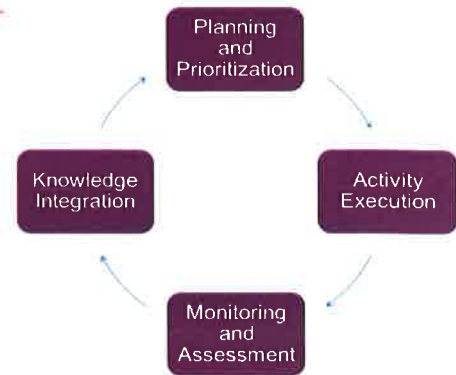 Planning
and
Prioritization
Activity
Execution
Monitoring
and
Assessment
Knowledge
Integration